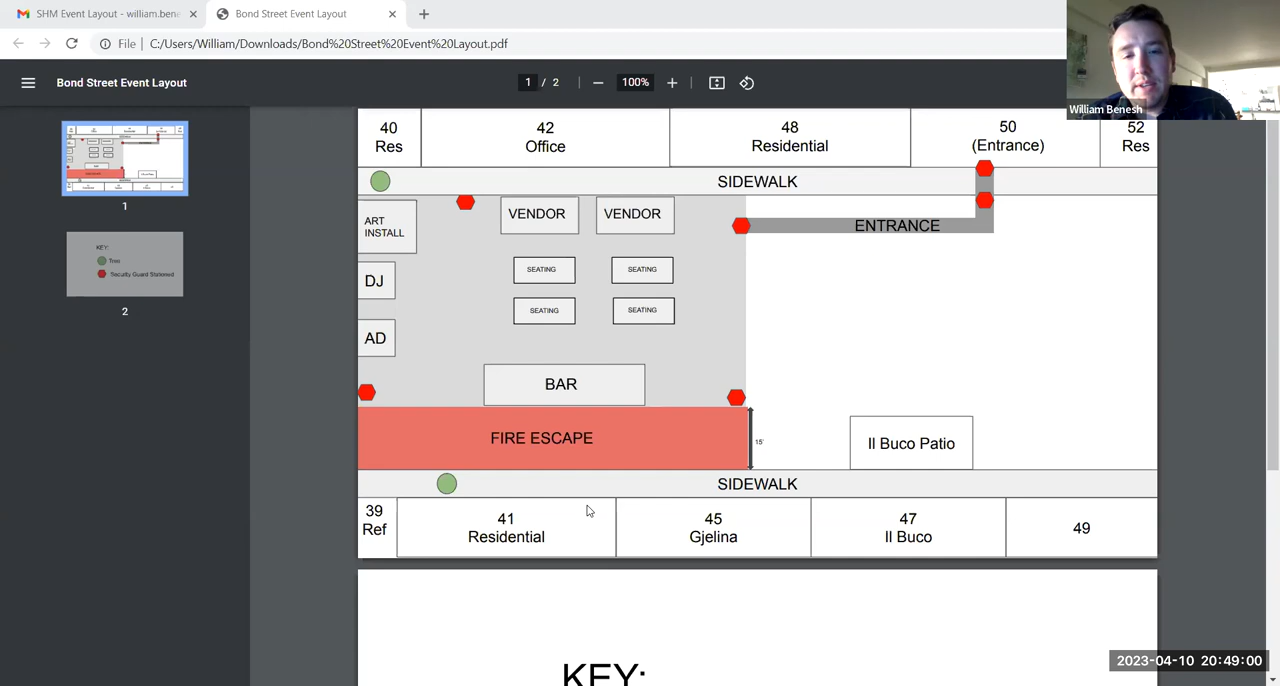 SHM Event Layout - william.bene
Bond Street Event Layout
File
C:/Users/William/Downloads/Bond%20Street%20Event%20Layout.pdf
Bond Street Event Layout
1 / 2
100%
William Benesh
1
KEY:
Tree
Security Guard Stationed
2
40
Res
42
Office
48
Residential
50
(Entrance)
52
Res
SIDEWALK
ART
INSTALL
VENDOR
VENDOR
ENTRANCE
DJ
SEATING
SEATING
SEATING
SEATING
AD
BAR
FIRE ESCAPE
15'
Il Buco Patio
SIDEWALK
39
Ref
41
Residential
45
Gjelina
47
Il Buco
49
KEY:
2023-04-10 20:49:00